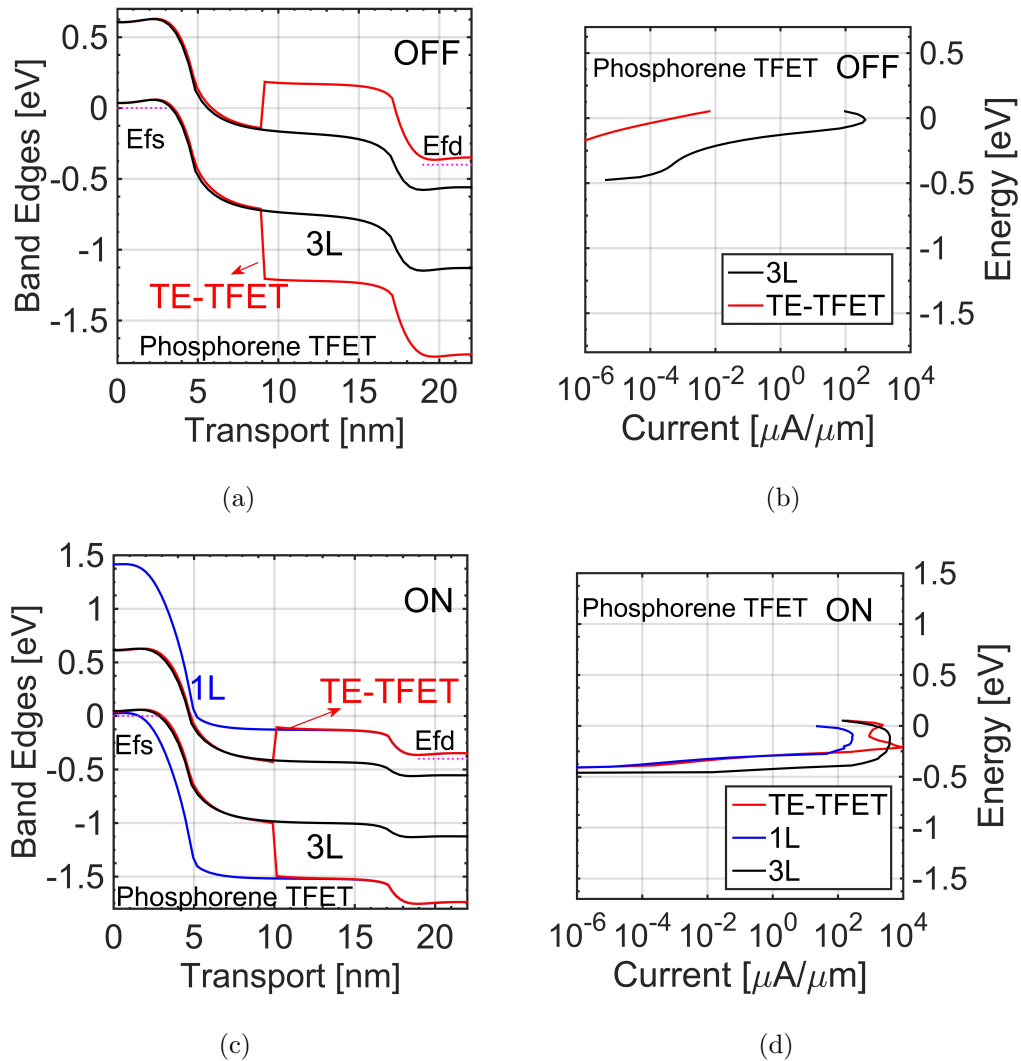 OFF
0.5
0
-0.5
-1
-1.5
Band Edges [eV]
Efs
Efd
3L
TE-TFET
Phosphorene TFET
0 5 10 15 20
Transport [nm]
(a)
Phosphorene TFET OFF
0.5
0
-0.5
-1
-1.5
Energy [eV]
3L
TE-TFET
10^-6 10^-4 10^-2 10^0 10^2 10^4
Current [μA/μm]
(b)
1.5
1
0.5
0
-0.5
-1
-1.5
Band Edges [eV]
ON
1L
TE-TFET
Efs
Efd
3L
Phosphorene TFET
0 5 10 15 20
Transport [nm]
(c)
Phosphorene TFET ON
1.5
1
0.5
0
-0.5
-1
-1.5
Energy [eV]
TE-TFET
1L
3L
10^-6 10^-4 10^-2 10^0 10^2 10^4
Current [μA/μm]
(d)